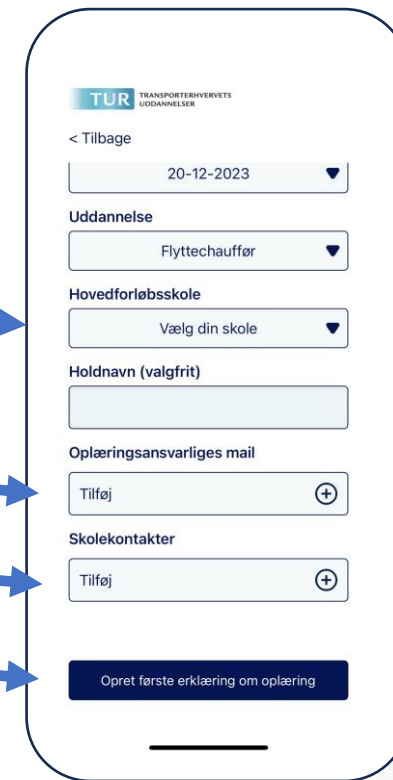 TUR TRANSPORTERHVERVETS
UDDANNELSER
< Tilbage
20-12-2023
Uddannelse
Flyttechauffør
Hovedforløbsskole
Vælg din skole
Holdnavn (valgfrit)
Oplæringsansvarliges mail
Tilføj
Skolekontakter
Tilføj
Opret første erklæring om oplæring